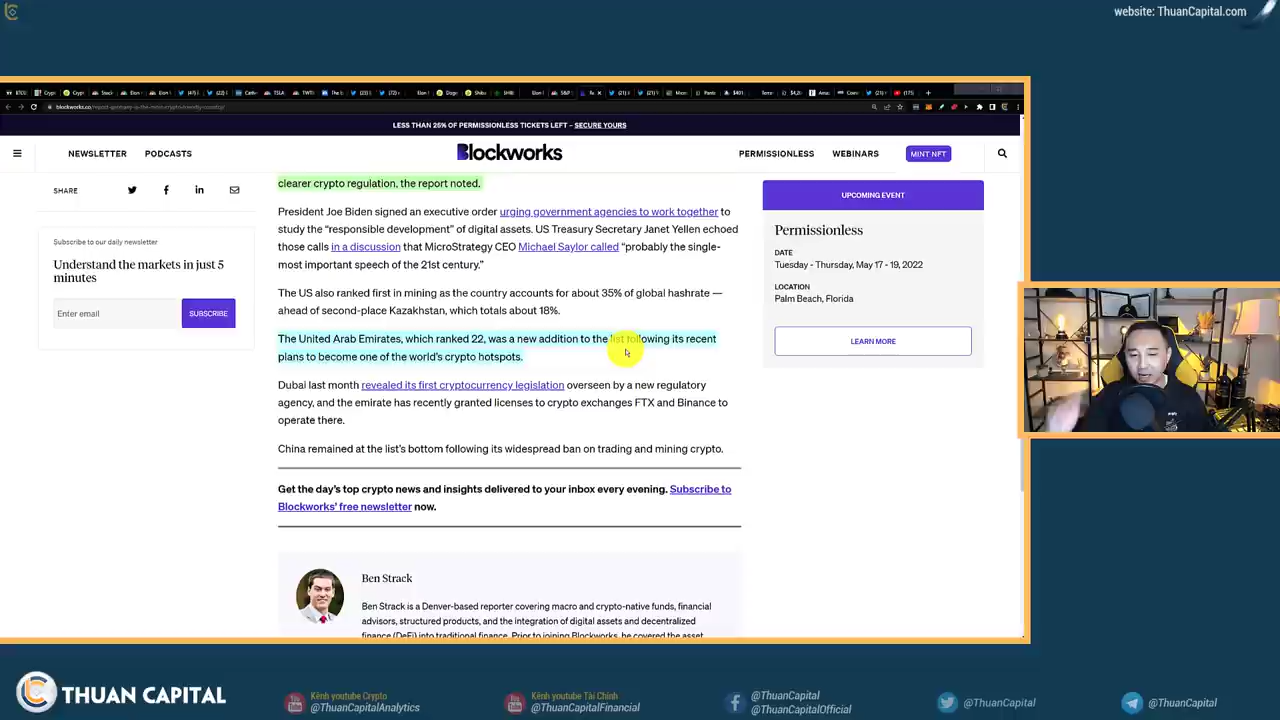 website: ThuanCapital.com
LESS THAN 25% OF PERMISSIONLESS TICKETS LEFT – SECURE YOURS
NEWSLETTER PODCASTS Blockworks PERMISSIONLESS WEBINARS MINT NFT
SHARE
Subscribe to our daily newsletter
Understand the markets in just 5
minutes
Enter email SUBSCRIBE
clearer crypto regulation, the report noted.
President Joe Biden signed an executive order urging government agencies to work together to
study the “responsible development” of digital assets. US Treasury Secretary Janet Yellen echoed
those calls in a discussion that MicroStrategy CEO Michael Saylor called “probably the single-
most important speech of the 21st century.”
The US also ranked first in mining as the country accounts for about 35% of global hashrate —
ahead of second-place Kazakhstan, which totals about 18%.
The United Arab Emirates, which ranked 22, was a new addition to the list following its recent
plans to become one of the world’s crypto hotspots.
Dubai last month revealed its first cryptocurrency legislation overseen by a new regulatory
agency, and the emirate has recently granted licenses to crypto exchanges FTX and Binance to
operate there.
China remained at the list’s bottom following its widespread ban on trading and mining crypto.
Get the day’s top crypto news and insights delivered to your inbox every evening. Subscribe to
Blockworks’ free newsletter now.
Ben Strack
Ben Strack is a Denver-based reporter covering macro and crypto-native funds, financial
advisors, structured products, and the integration of digital assets and decentralized
finance (DeFi) into traditional finance. Prior to joining Blockworks, he covered the asset
UPCOMING EVENT
Permissionless
DATE
Tuesday - Thursday, May 17 - 19, 2022
LOCATION
Palm Beach, Florida
LEARN MORE
THUAN CAPITAL
Kênh youtube Crypto
@ThuanCapitalAnalytics
Kênh youtube Tài Chính
@ThuanCapitalFinancial
@ThuanCapital
@ThuanCapitalOfficial
@ThuanCapital
@ThuanCapital